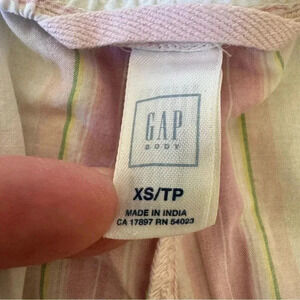 GAP
BODY
XS/TP
MADE IN INDIA
CA 17897 RN 54023